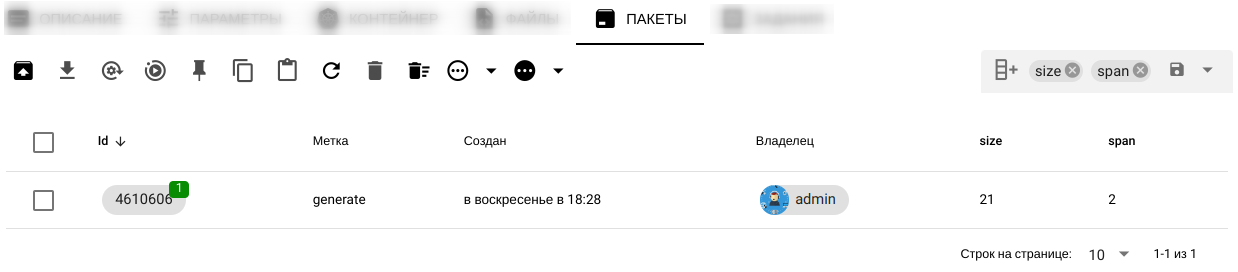 ОПИСАНИЕ ПАРАМЕТРЫ КОНТЕЙНЕР ФАЙЛЫ ПАКЕТЫ
size span
Id Метка Создан Владелец size span
4610606 1 generate в воскресенье в 18:28 admin 21 2
Строк на странице: 10 1-1 из 1